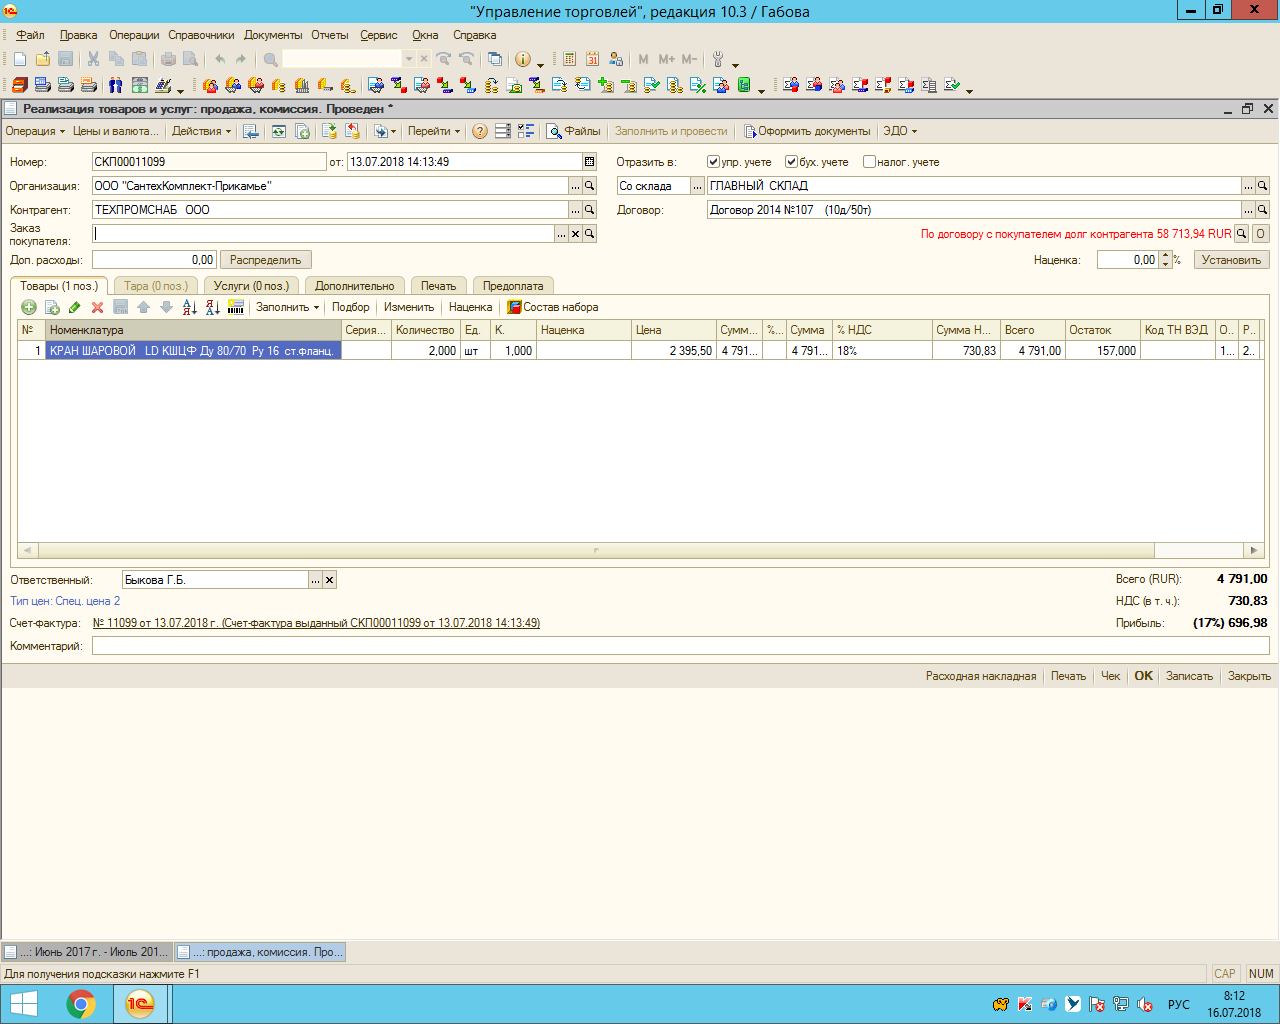 "Управление торговлей", редакция 10.3 / Габова
Файл Правка Операции Справочники Документы Отчеты Сервис Окна Справка
M M+ M-
Реализация товаров и услуг: продажа, комиссия. Проведен *
Операция Цены и валюта... Действия Перейти Файлы Заполнить и провести Оформить документы ЭДО
Номер: СКП00011099 от: 13.07.2018 14:13:49 Отразить в: упр. учете бух. учете налог. учете
Организация: ООО "СантехКомплект-Прикамье" Со склада ГЛАВНЫЙ СКЛАД
Контрагент: ТЕХПРОМСНАБ ООО Договор: Договор 2014 №107 (10д/50т)
Заказ
покупателя: По договору с покупателем долг контрагента 58 713,94 RUR О
Доп. расходы: 0,00 Распределить Наценка: 0,00 % Установить
Товары (1 поз.) Тара (0 поз.) Услуги (0 поз.) Дополнительно Печать Предоплата
Заполнить Подбор Изменить Наценка Состав набора
№ Номенклатура Серия... Количество Ед. К. Наценка Цена Сумм... %... Сумма % НДС Сумма Н... Всего Остаток Код ТН ВЭД О.. Р..
1 КРАН ШАРОВОЙ LD КШЦФ Ду 80/70 Ру 16 ст.фланц. 2,000 шт 1,000 2 395,50 4 791... 4 791... 18% 730,83 4 791,00 157,000 1... 2..
Ответственный: Быкова Г.Б. Всего (RUR): 4 791,00
Тип цен: Спец. цена 2 НДС (в т. ч.): 730,83
Счет-фактура: № 11099 от 13.07.2018 г. (Счет-фактура выданный СКП00011099 от 13.07.2018 14:13:49) Прибыль: (17%) 696,98
Комментарий:
Расходная накладная Печать Чек OK Записать Закрыть
...: Июнь 2017 г. - Июль 201... ...: продажа, комиссия. Про...
Для получения подсказки нажмите F1 CAP NUM
РУС 8:12
16.07.2018